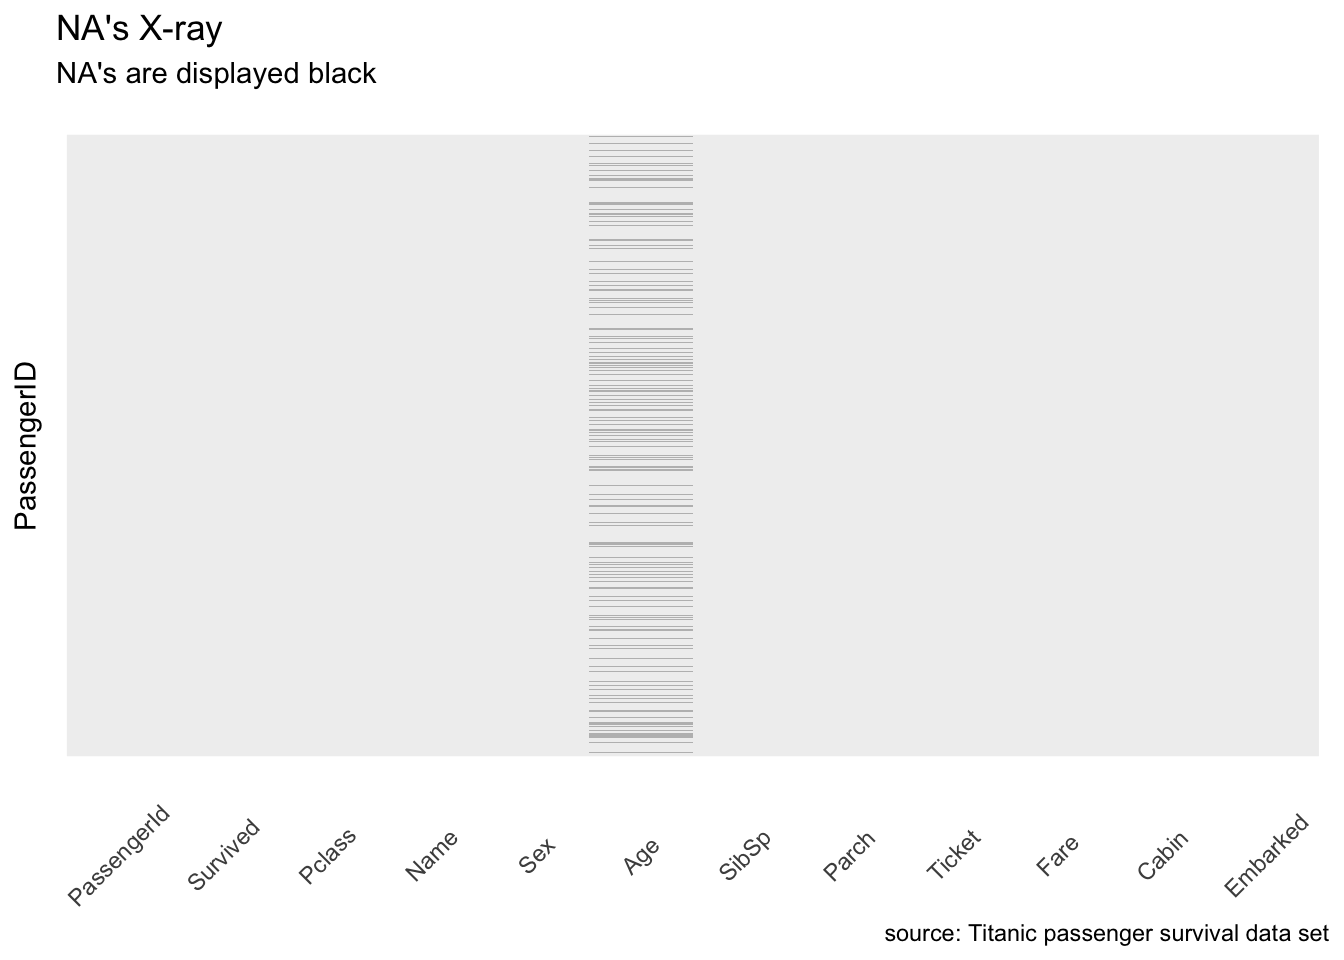 NA's X-ray
NA's are displayed black
PassengerID
PassengerId
Survived
Pclass
Name
Sex
Age
SibSp
Parch
Ticket
Fare
Cabin
Embarked
source: Titanic passenger survival data set